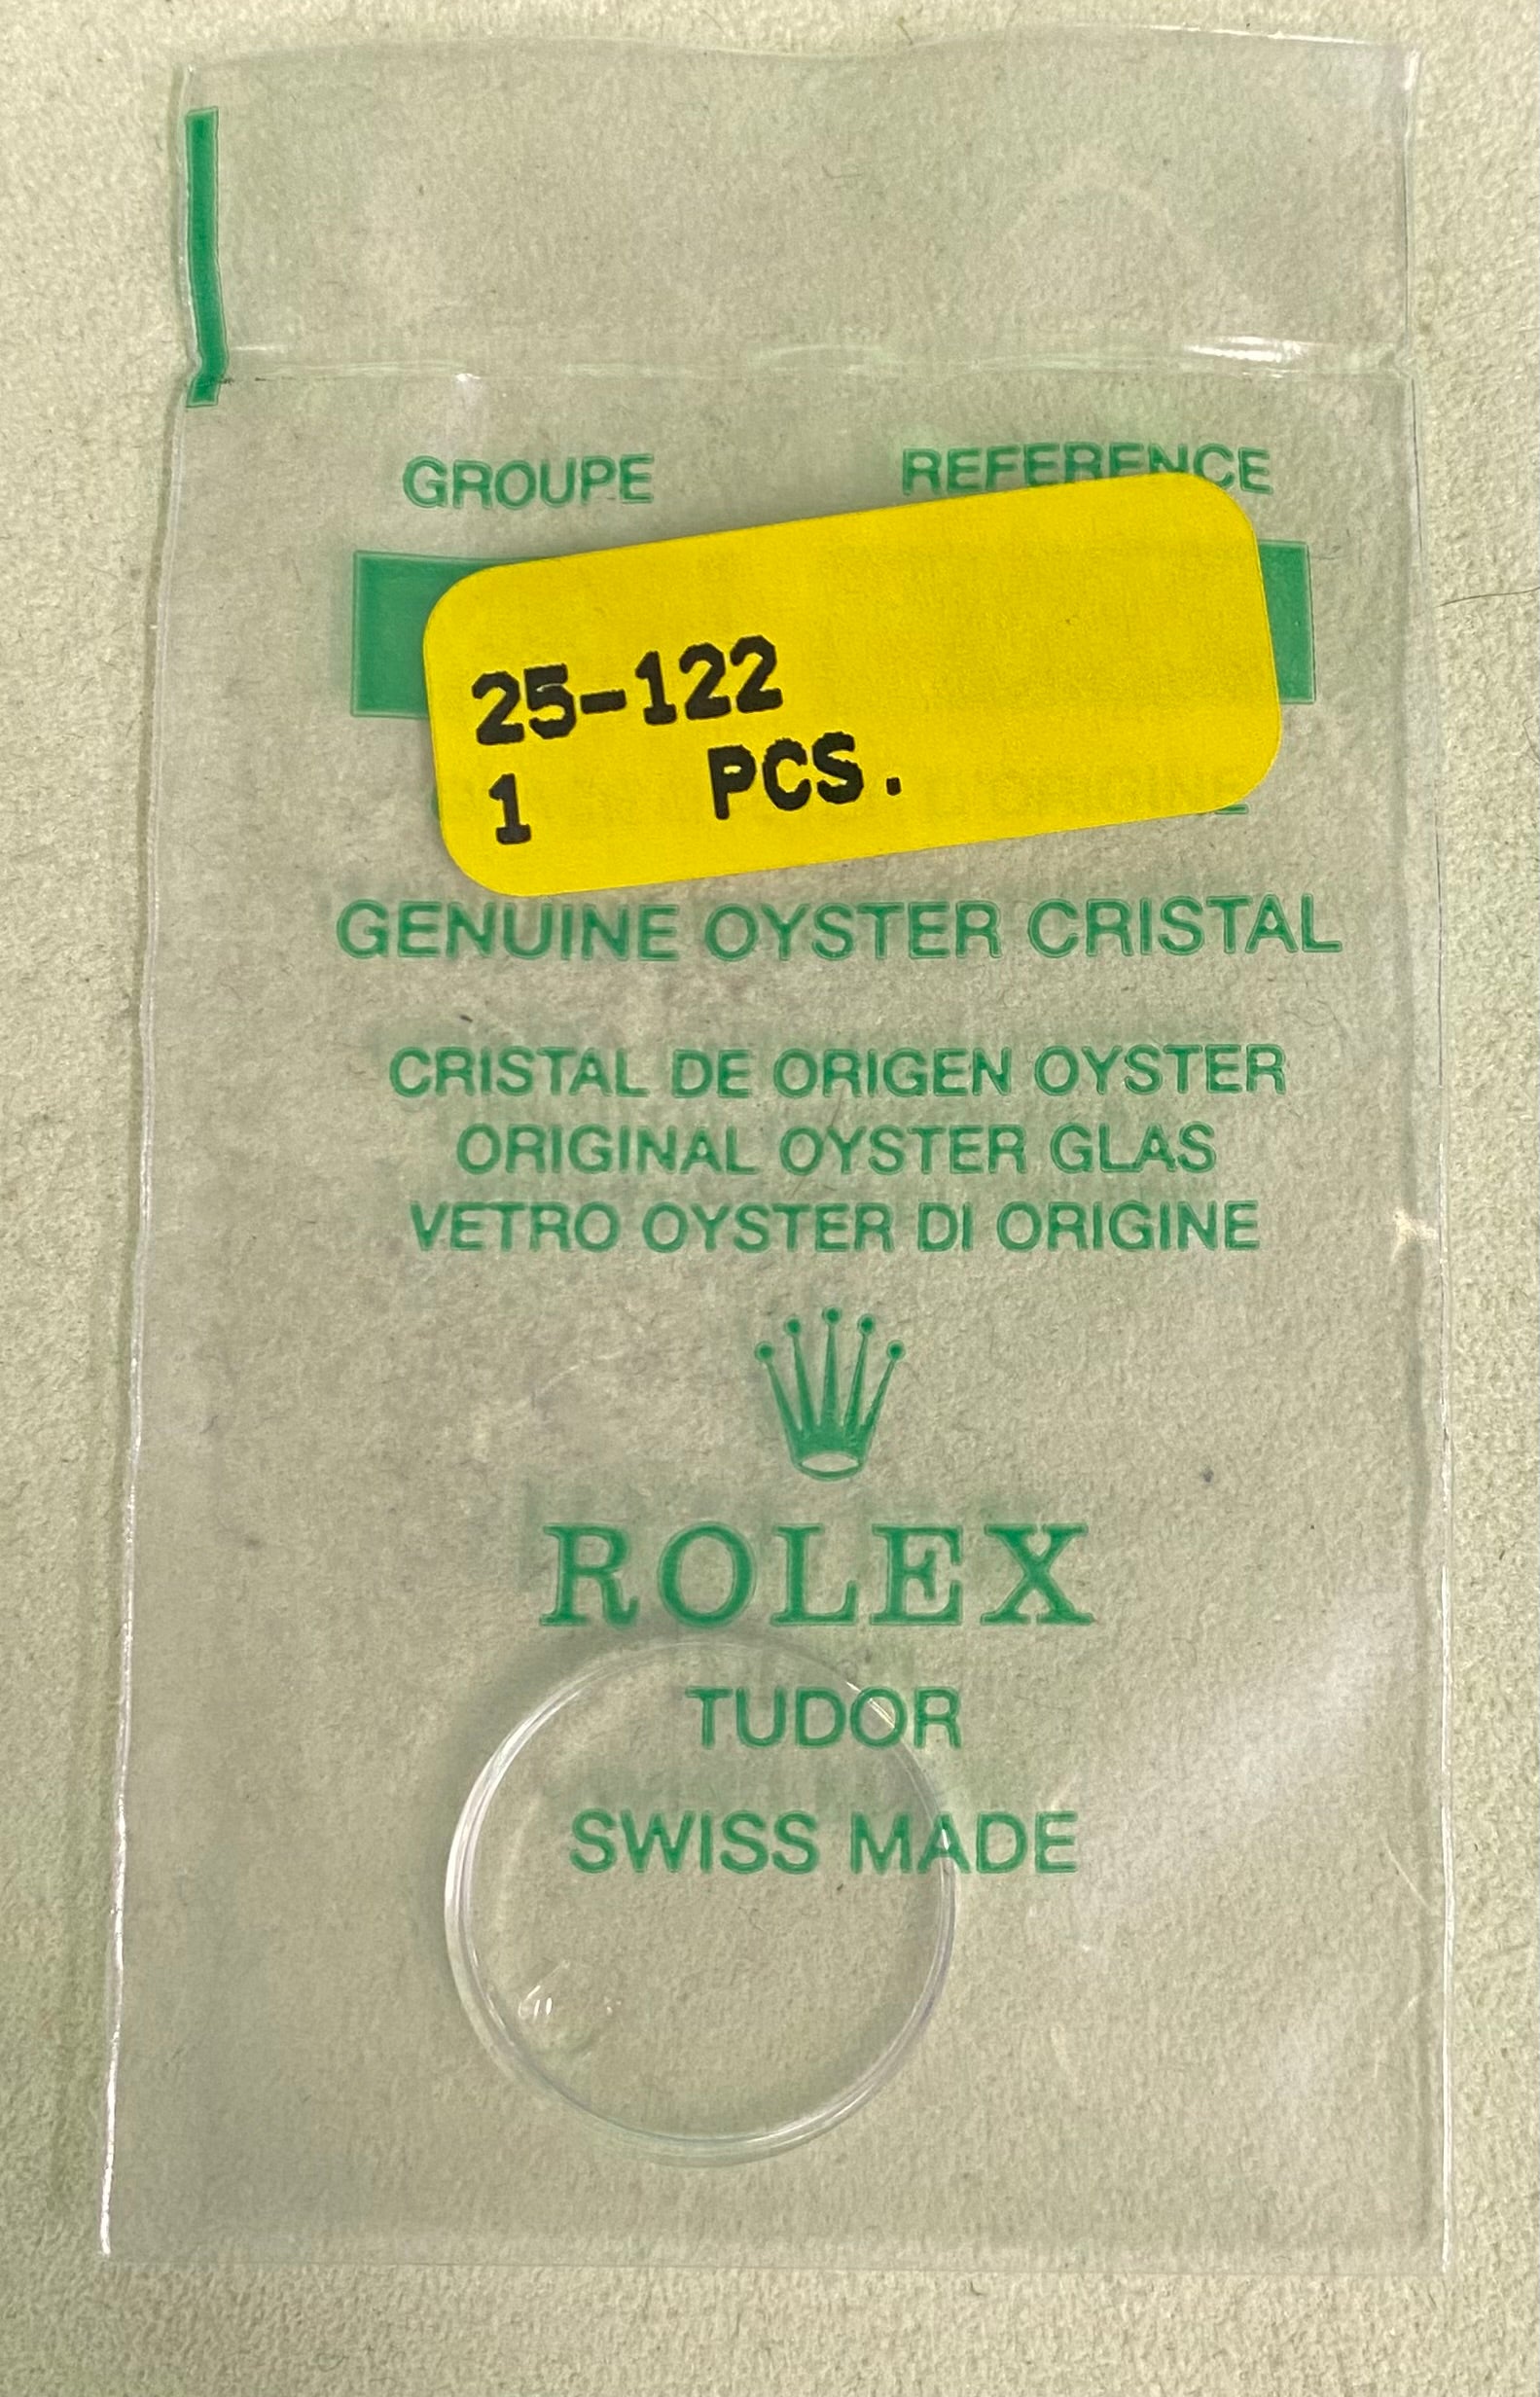 GROUPE REFERENCE
25-122
1 PCS.
ORIGINE
GENUINE OYSTER CRISTAL
CRISTAL DE ORIGEN OYSTER
ORIGINAL OYSTER GLAS
VETRO OYSTER DI ORIGINE
ROLEX
TUDOR
SWISS MADE